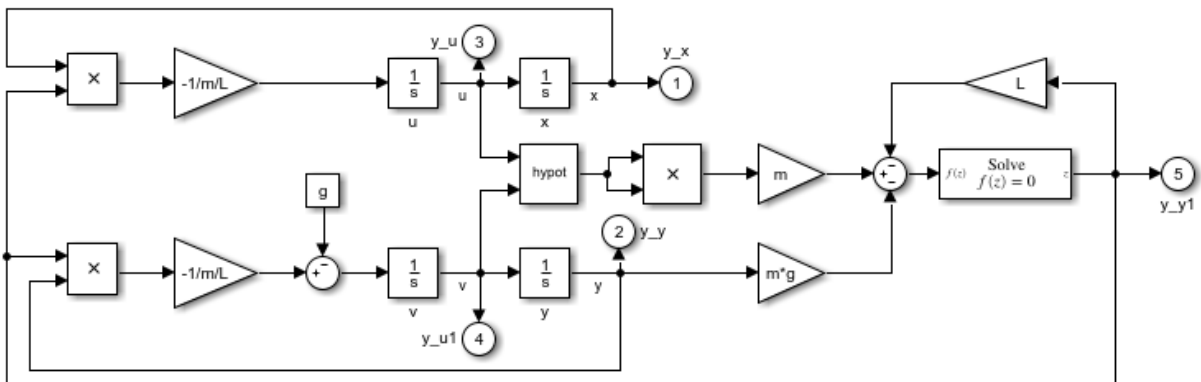 y_u
3
y_x
1
×
-1/m/L
1
s
u
u
1
s
x
x
L
hypot
×
m
+
−
−
f(z)
Solve
f(z) = 0
z
5
y_y1
g
2
y_y
×
-1/m/L
+
−
1
s
v
v
1
s
y
y
m*g
y_u1
4